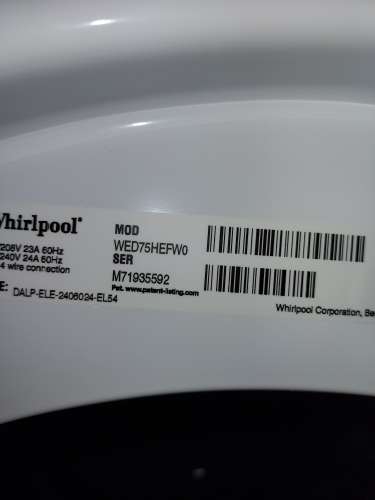 Whirlpool®
208V 23A 60Hz
240V 24A 60Hz
4 wire connection
E: DALP-ELE-2406024-EL54
MOD
WED75HEFW0
SER
M71935592
Pat. www.patent-listing.com
Whirlpool Corporation,